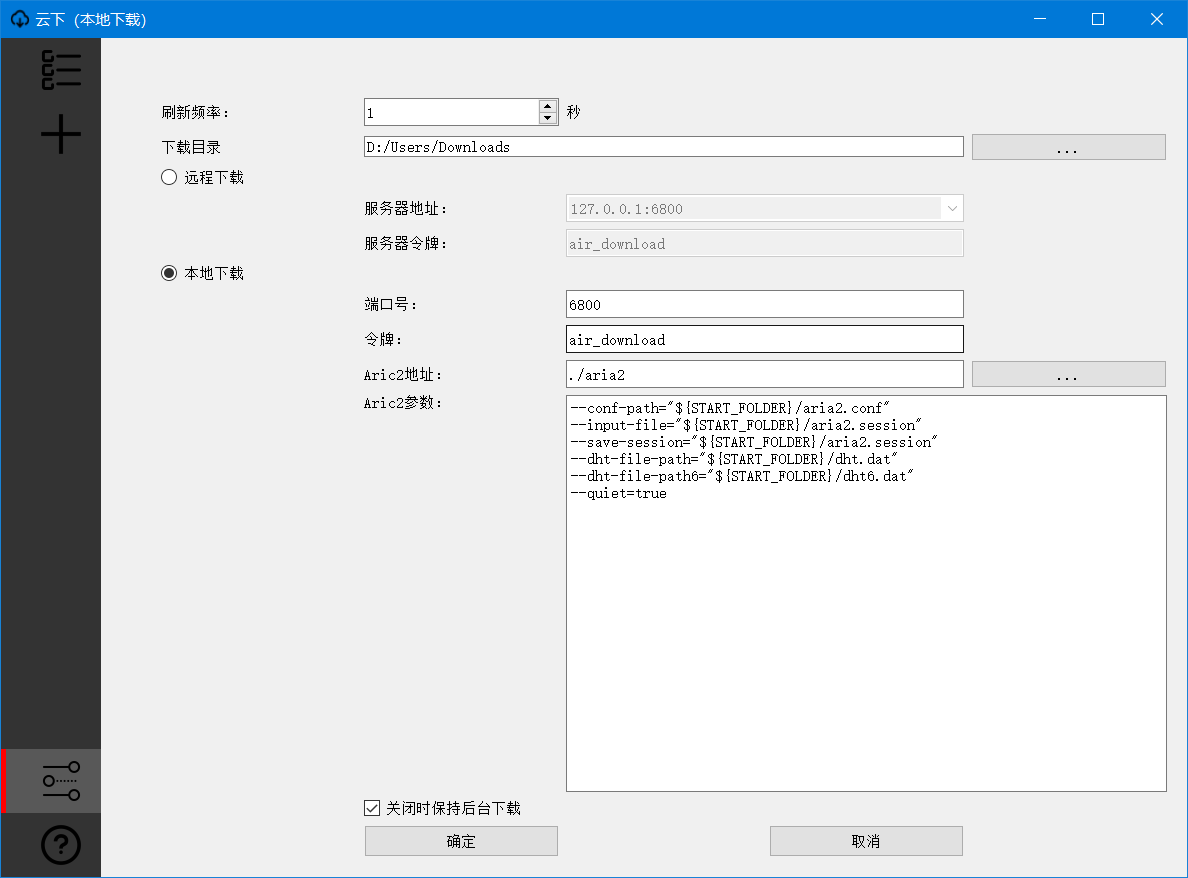 云下（本地下载）
刷新频率： 1 秒
下载目录 D:/Users/Downloads ...
远程下载
服务器地址： 127.0.0.1:6800
服务器令牌： air_download
本地下载
端口号： 6800
令牌： air_download
Aric2地址： ./aria2 ...
Aric2参数：
--conf-path="${START_FOLDER}/aria2.conf"
--input-file="${START_FOLDER}/aria2.session"
--save-session="${START_FOLDER}/aria2.session"
--dht-file-path="${START_FOLDER}/dht.dat"
--dht-file-path6="${START_FOLDER}/dht6.dat"
--quiet=true
关闭时保持后台下载
确定 取消
?